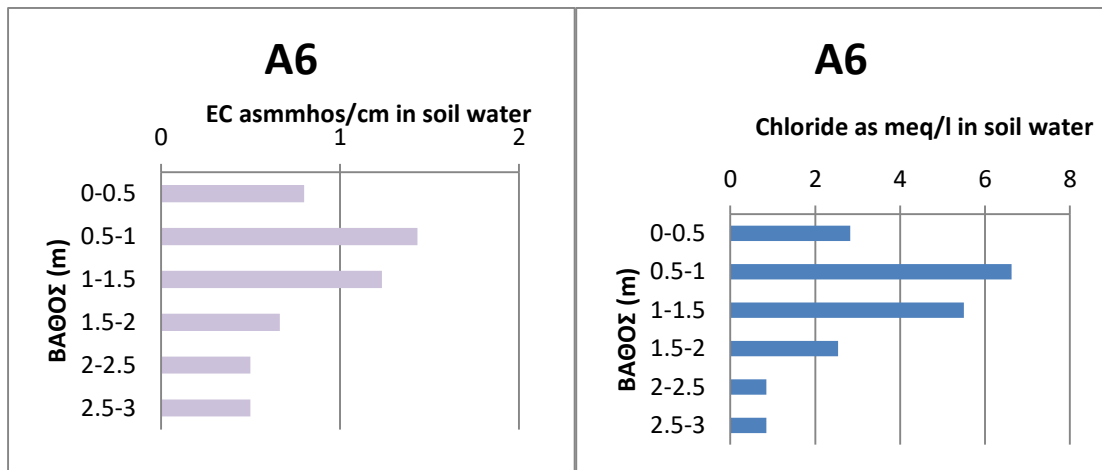 A6
EC asmmhos/cm in soil water
0 1 2
0-0.5
0.5-1
1-1.5
1.5-2
2-2.5
2.5-3
ΒΑΘΟΣ (m)
A6
Chloride as meq/l in soil water
0 2 4 6 8
0-0.5
0.5-1
1-1.5
1.5-2
2-2.5
2.5-3
ΒΑΘΟΣ (m)